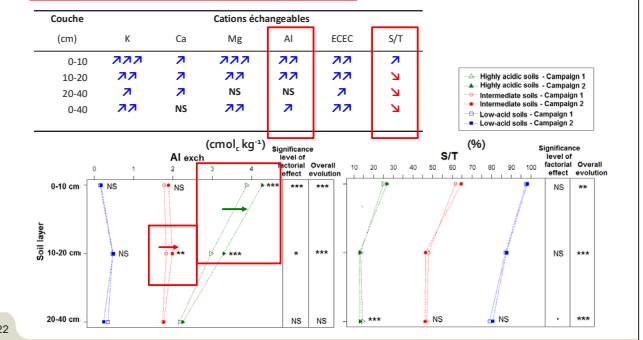 Couche Cations échangeables
(cm) K Ca Mg Al ECEC S/T
0-10 ↗↗↗ ↗ ↗↗↗ ↗↗ ↗↗ ↗
10-20 ↗↗ ↗ ↗↗ ↗↗ ↗↗ ↘
20-40 ↗ ↗ NS NS ↗ ↘
0-40 ↗↗ NS ↗↗ ↗ ↗↗ ↘
Highly acidic soils - Campaign 1
Highly acidic soils - Campaign 2
Intermediate soils - Campaign 1
Intermediate soils - Campaign 2
Low-acid soils - Campaign 1
Low-acid soils - Campaign 2
(cmolc kg-1)
Al exch
0 1 2 3 4
Significance
level of
factorial
effect
Overall
evolution
Soil layer
0-10 cm NS NS *** *** ***
10-20 cm NS ** *** * ***
20-40 cm NS NS
(%)
S/T
10 20 30 40 50 60 70 80 90 100
Significance
level of
factorial
effect
Overall
evolution
NS **
NS ***
*** NS NS . ***
22